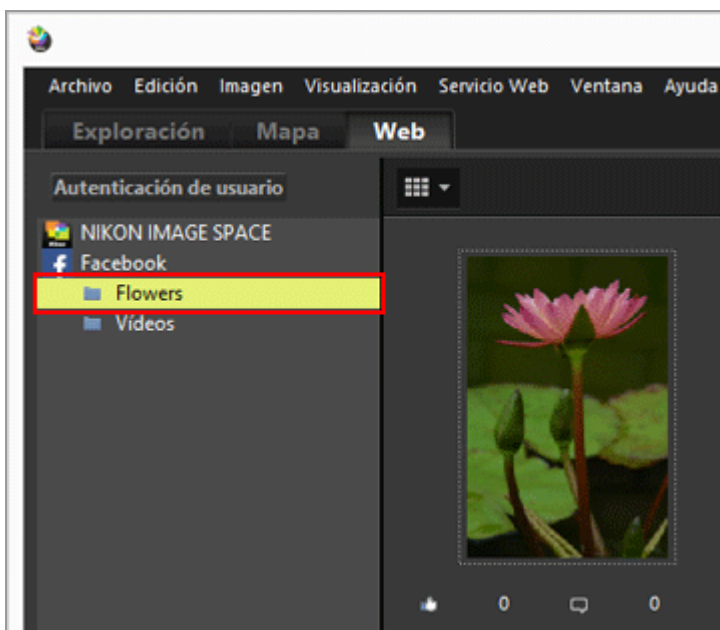 Archivo Edición Imagen Visualización Servicio Web Ventana Ayuda
Exploración Mapa Web
Autenticación de usuario
NIKON IMAGE SPACE
Facebook
Flowers
Vídeos
0 0